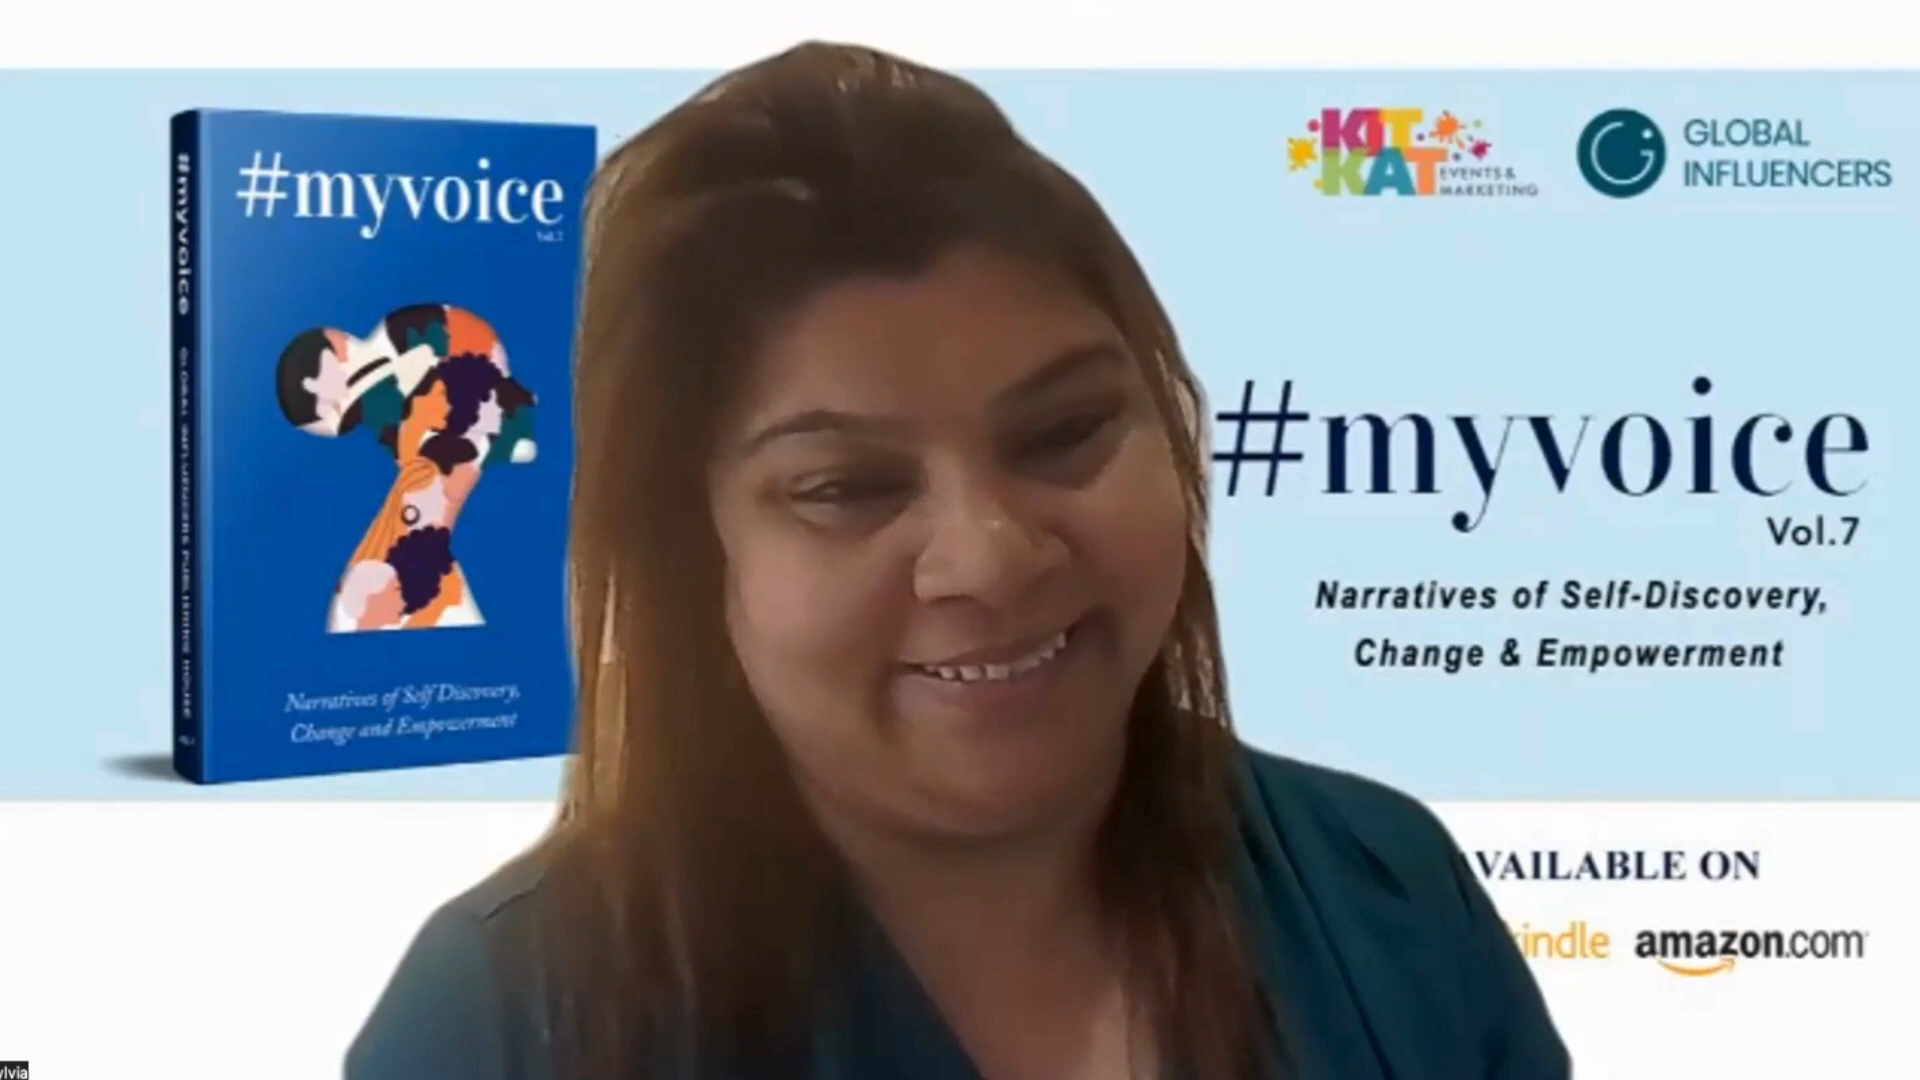 #myvoice
Vol.7
#myvoice
Narratives of Self Discovery,
Change and Empowerment
KIT
KAT
EVENTS &
MARKETING
GLOBAL
INFLUENCERS
#myvoice
Vol.7
Narratives of Self-Discovery,
Change & Empowerment
VAILABLE ON
kindle amazon.com
ylvia